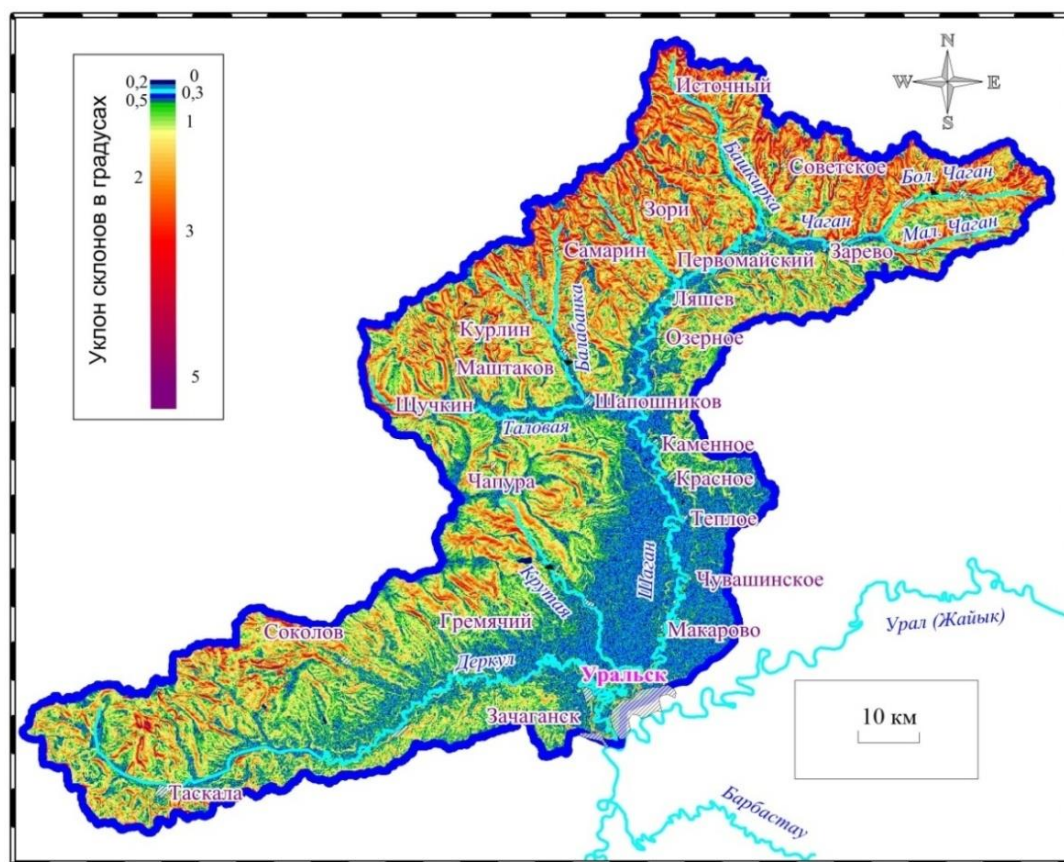 Укпон склонов в градусах
0
0,2
0,3
0,5
1
2
3
5
N
W
E
S
Источный
Башкирка
Советское
Бол. Чаган
Зори
Чаган
Мал. Чаган
Самарин
Первомайский
Зарево
Ляшев
Курлин
Балабанка
Озерное
Маштаков
Щучкин
Шапошников
Таловая
Каменное
Чапура
Красное
Теплое
Крутая
Шаган
Чувашинское
Гремячий
Соколов
Макарово
Урал (Жайык)
Деркул
Уральск
Зачаганск
10 км
Таскала
Барбастау